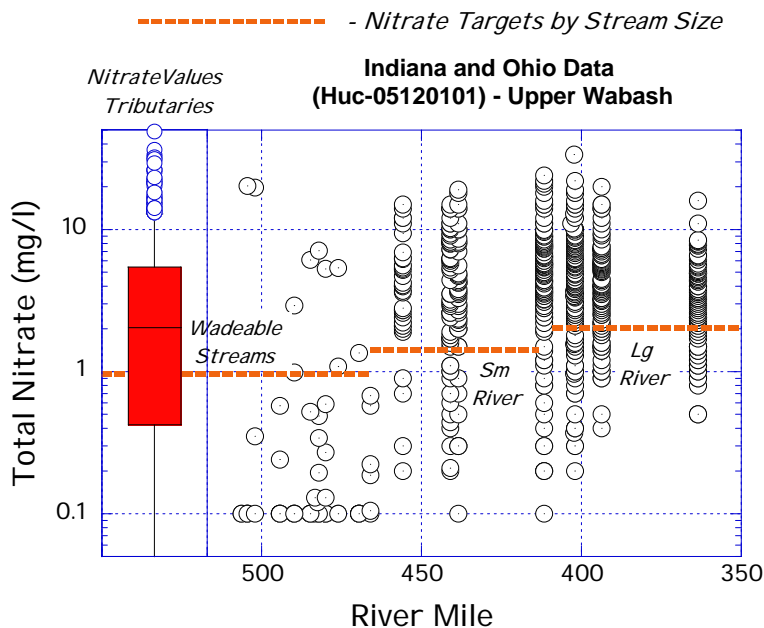 - Nitrate Targets by Stream Size
Indiana and Ohio Data
(Huc-05120101) - Upper Wabash
NitrateValues
Tributaries
Total Nitrate (mg/l)
10
1
0.1
Wadeable
Streams
Sm
River
Lg
River
500
450
400
350
River Mile